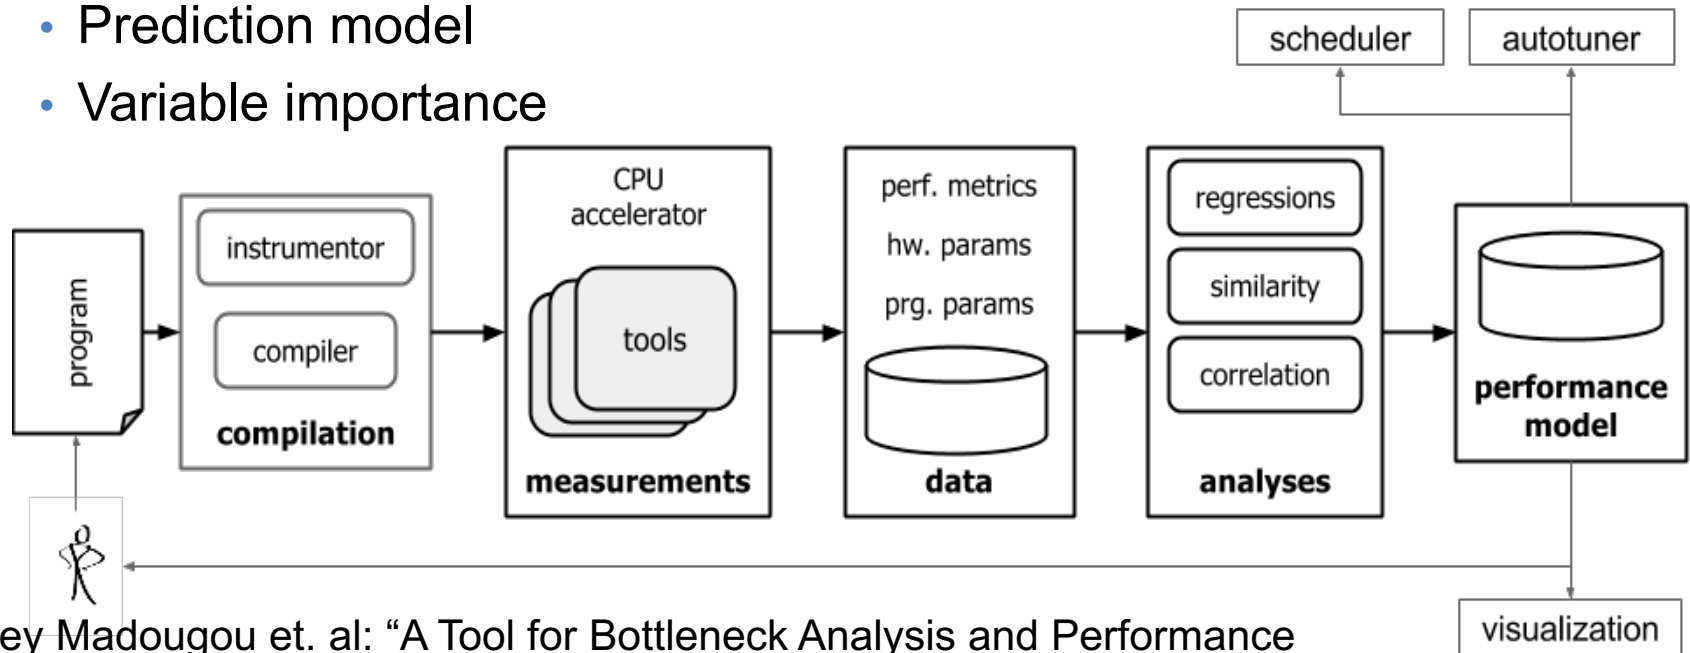 • Prediction model
• Variable importance
scheduler
autotuner
program
instrumentor
compiler
compilation
CPU
accelerator
tools
measurements
perf. metrics
hw. params
prg. params
data
regressions
similarity
correlation
analyses
performance
model
visualization
ey Madougou et. al: “A Tool for Bottleneck Analysis and Performance